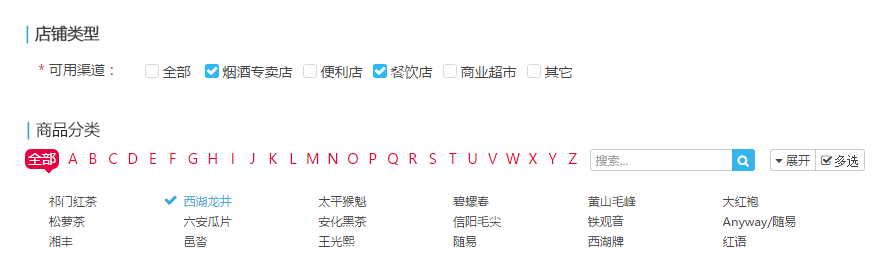 店铺类型
* 可用渠道： 全部 烟酒专卖店 便利店 餐饮店 商业超市 其它
商品分类
全部 A B C D E F G H I J K L M N O P Q R S T U V W X Y Z 搜索... 展开 多选
祁门红茶 西湖龙井 太平猴魁 碧螺春 黄山毛峰 大红袍
松萝茶 六安瓜片 安化黑茶 信阳毛尖 铁观音 Anyway/随易
湘丰 邑沓 王光熙 随易 西湖牌 红语